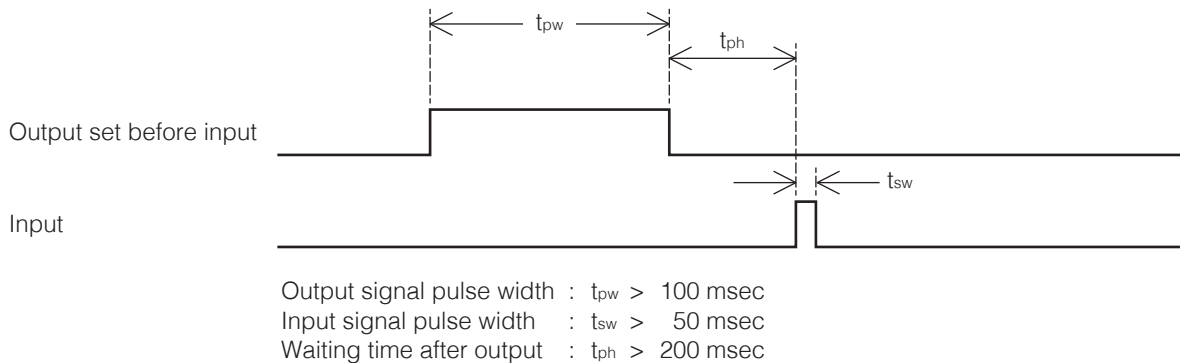 tpw
tph
Output set before input
tsw
Input
Output signal pulse width : tpw > 100 msec
Input signal pulse width : tsw > 50 msec
Waiting time after output : tph > 200 msec